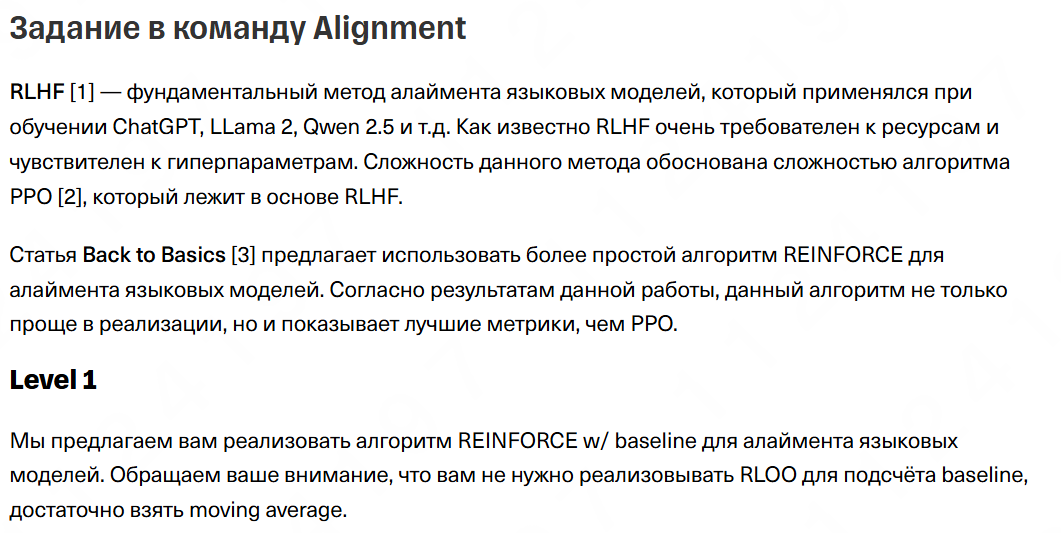 Задание в команду Alignment
RLHF [1] — фундаментальный метод алаймента языковых моделей, который применялся при
обучении ChatGPT, LLama 2, Qwen 2.5 и т.д. Как известно RLHF очень требователен к ресурсам и
чувствителен к гиперпараметрам. Сложность данного метода обоснована сложностью алгоритма
PPO [2], который лежит в основе RLHF.
Статья Back to Basics [3] предлагает использовать более простой алгоритм REINFORCE для
алаймента языковых моделей. Согласно результатам данной работы, данный алгоритм не только
проще в реализации, но и показывает лучшие метрики, чем PPO.
Level 1
Мы предлагаем вам реализовать алгоритм REINFORCE w/ baseline для алаймента языковых
моделей. Обращаем ваше внимание, что вам не нужно реализовывать RLOO для подсчёта baseline,
достаточно взять moving average.